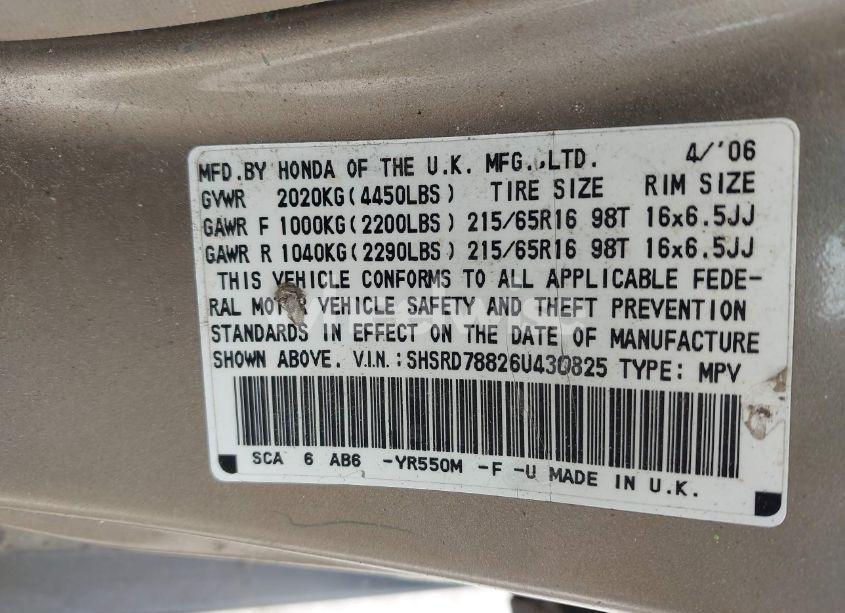 MFD.BY HONDA OF THE U.K. MFG.,LTD. 4/'06
GVWR 2020KG(4450LBS) TIRE SIZE RIM SIZE
GAWR F 1000KG(2200LBS) 215/65R16 98T 16x6.5JJ
GAWR R 1040KG(2290LBS) 215/65R16 98T 16x6.5JJ
THIS VEHICLE CONFORMS TO ALL APPLICABLE FEDE-
RAL MOTOR VEHICLE SAFETY AND THEFT PREVENTION
STANDARDS IN EFFECT ON THE DATE OF MANUFACTURE
SHOWN ABOVE. V.I.N.:SHSRD78826U430825 TYPE: MPV
SCA 6 AB6 -YR550M -F -U MADE IN U.K.